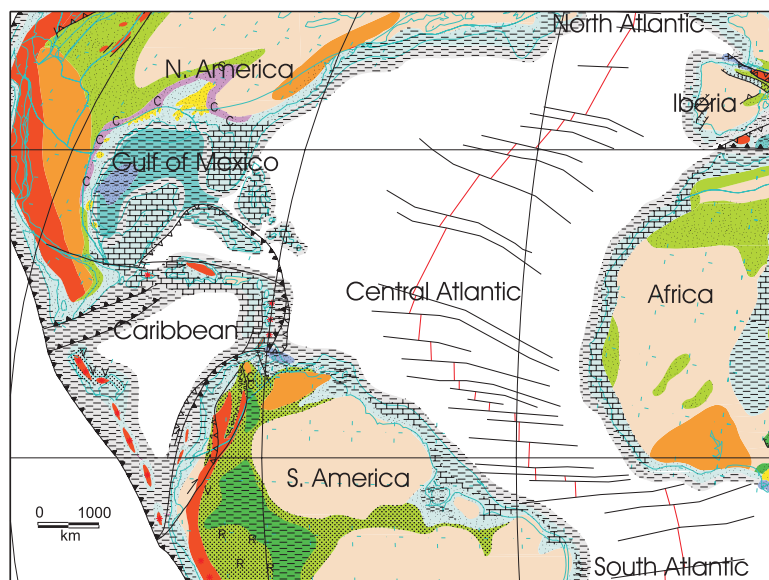 North Atlantic
N. America
C
Iberia
C
C
C
Gulf of Mexico
C
Central Atlantic
Africa
Caribbean
V
V V
C
C
S. America
0 1000
km
R
R R
R R
South Atlantic